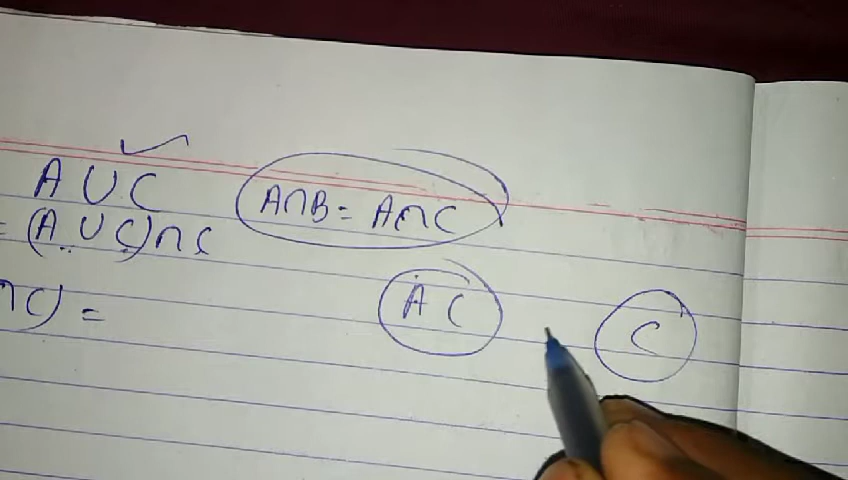 A ∪ C A∩B = A∩C
= (A ∪ C)∩C
∩C) =
A C C